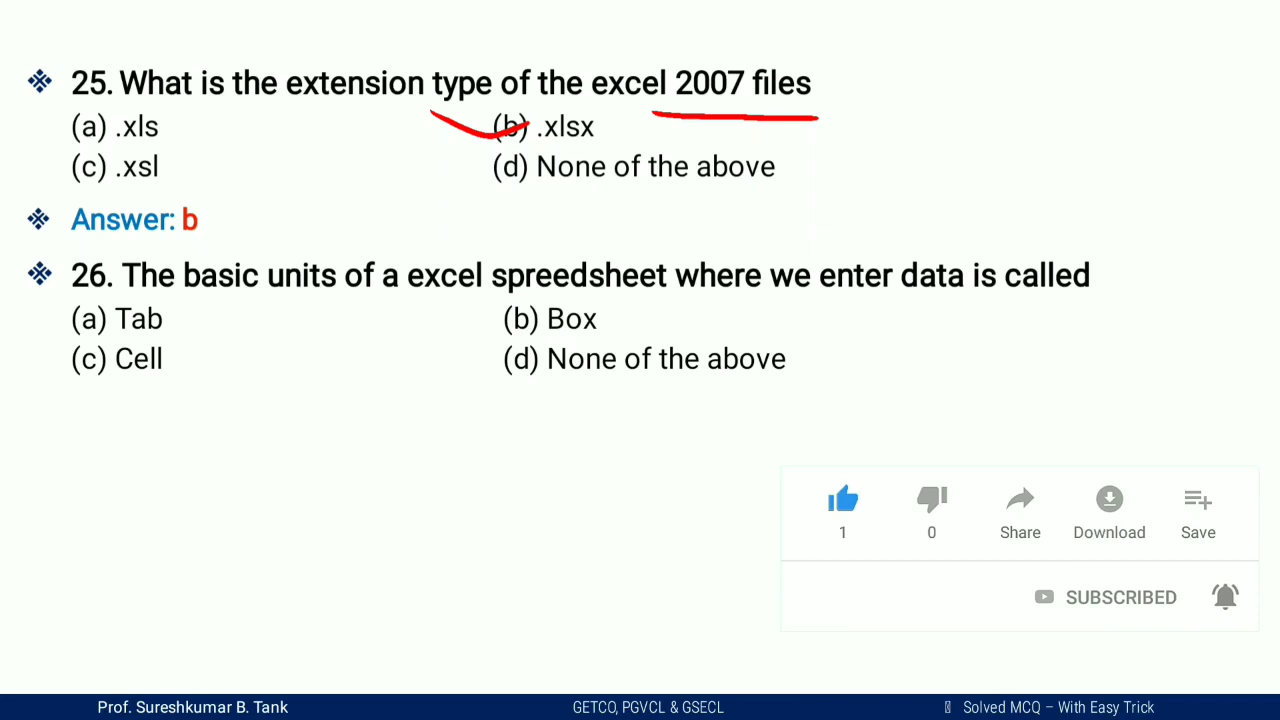 25. What is the extension type of the excel 2007 files
(a) .xls (b) .xlsx
(c) .xsl (d) None of the above
Answer: b
26. The basic units of a excel spreedsheet where we enter data is called
(a) Tab (b) Box
(c) Cell (d) None of the above
1 0 Share Download Save
SUBSCRIBED
Prof. Sureshkumar B. Tank GETCO, PGVCL & GSECL Solved MCQ – With Easy Trick